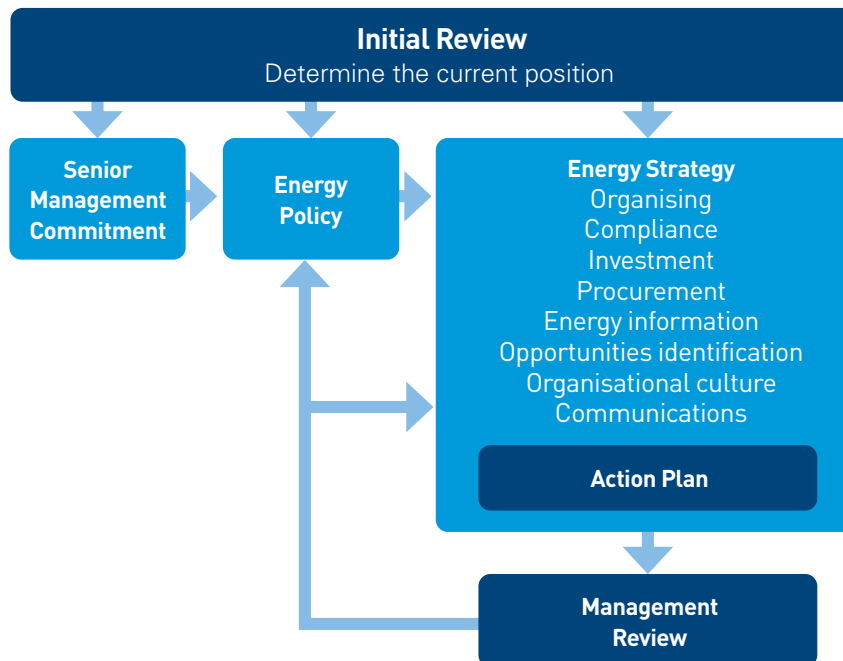 Initial Review
Determine the current position
Senior
Management
Commitment
Energy
Policy
Energy Strategy
Organising
Compliance
Investment
Procurement
Energy information
Opportunities identification
Organisational culture
Communications
Action Plan
Management
Review